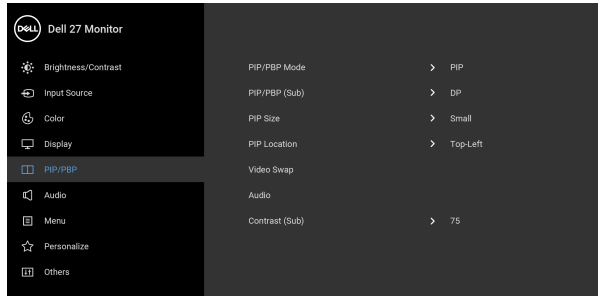 DELL Dell 27 Monitor
Brightness/Contrast
Input Source
Color
Display
PIP/PBP
Audio
Menu
Personalize
Others
PIP/PBP Mode PIP
PIP/PBP (Sub) DP
PIP Size Small
PIP Location Top-Left
Video Swap
Audio
Contrast (Sub) 75